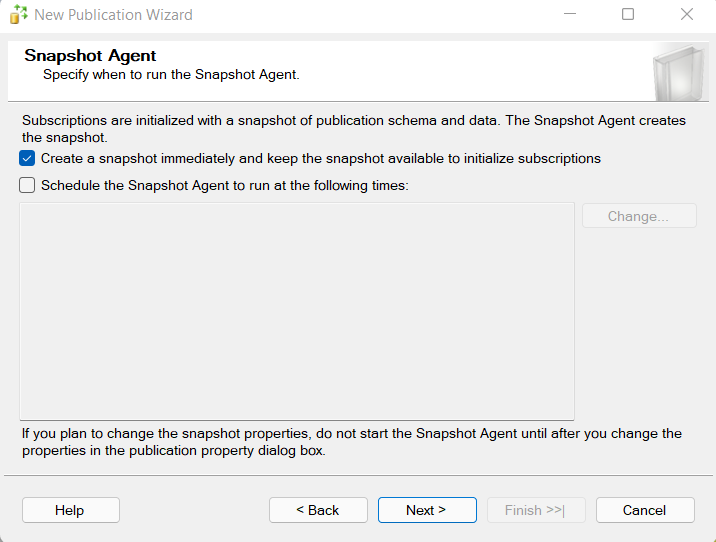 New Publication Wizard
Snapshot Agent
Specify when to run the Snapshot Agent.
Subscriptions are initialized with a snapshot of publication schema and data. The Snapshot Agent creates
the snapshot.
Create a snapshot immediately and keep the snapshot available to initialize subscriptions
Schedule the Snapshot Agent to run at the following times:
Change...
If you plan to change the snapshot properties, do not start the Snapshot Agent until after you change the
properties in the publication property dialog box.
Help
< Back
Next >
Finish >>|
Cancel